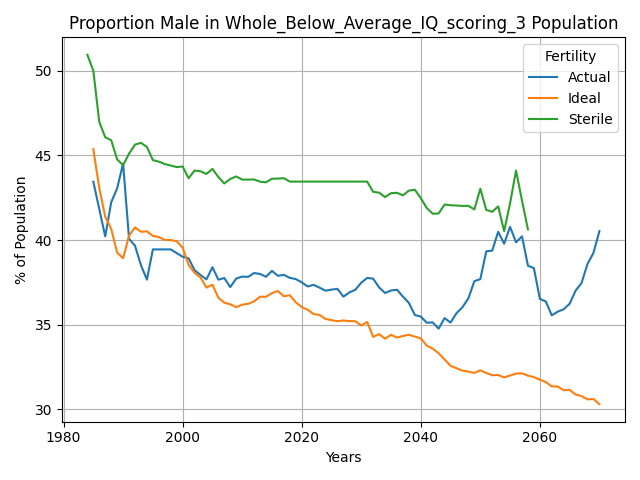 Proportion Male in Whole_Below_Average_IQ_scoring_3 Population
Fertility
Actual
Ideal
Sterile
% of Population
50
45
40
35
30
1980
2000
2020
2040
2060
Years